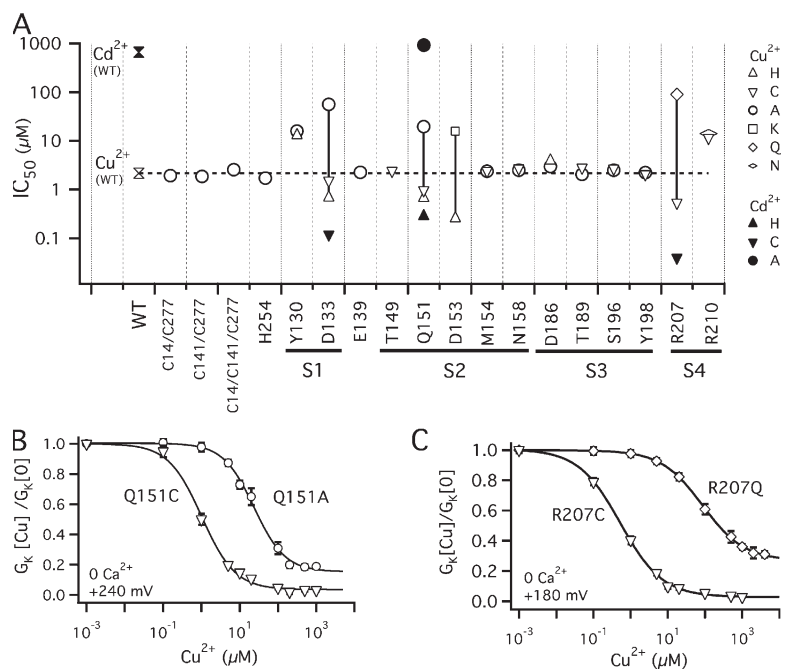 A
IC50 (µM)
1000
100
10
1
0.1
Cd2+
(WT)
Cu2+
(WT)
WT
C14/C277
C141/C277
C14/C141/C277
H254
Y130
D133
E139
T149
Q151
D153
M154
N158
D186
T189
S196
Y198
R207
R210
S1
S2
S3
S4
Cu2+
H
C
A
K
Q
N
Cd2+
H
C
A
B
GK [Cu] /GK[0]
1.0
0.8
0.6
0.4
0.2
0.0
Q151C
Q151A
0 Ca2+
+240 mV
10-3
10-1
101
103
Cu2+ (µM)
C
GK[Cu]/GK[0]
1.0
0.8
0.6
0.4
0.2
0.0
R207C
R207Q
0 Ca2+
+180 mV
10-3
10-1
101
103
Cu2+ (µM)